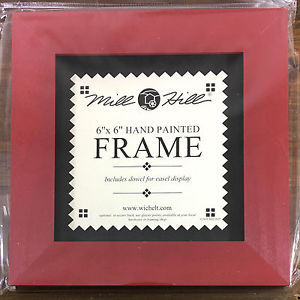 Mill Hill
6"x 6" HAND PAINTED
FRAME
Includes dowel for easel display
www.wichelt.com